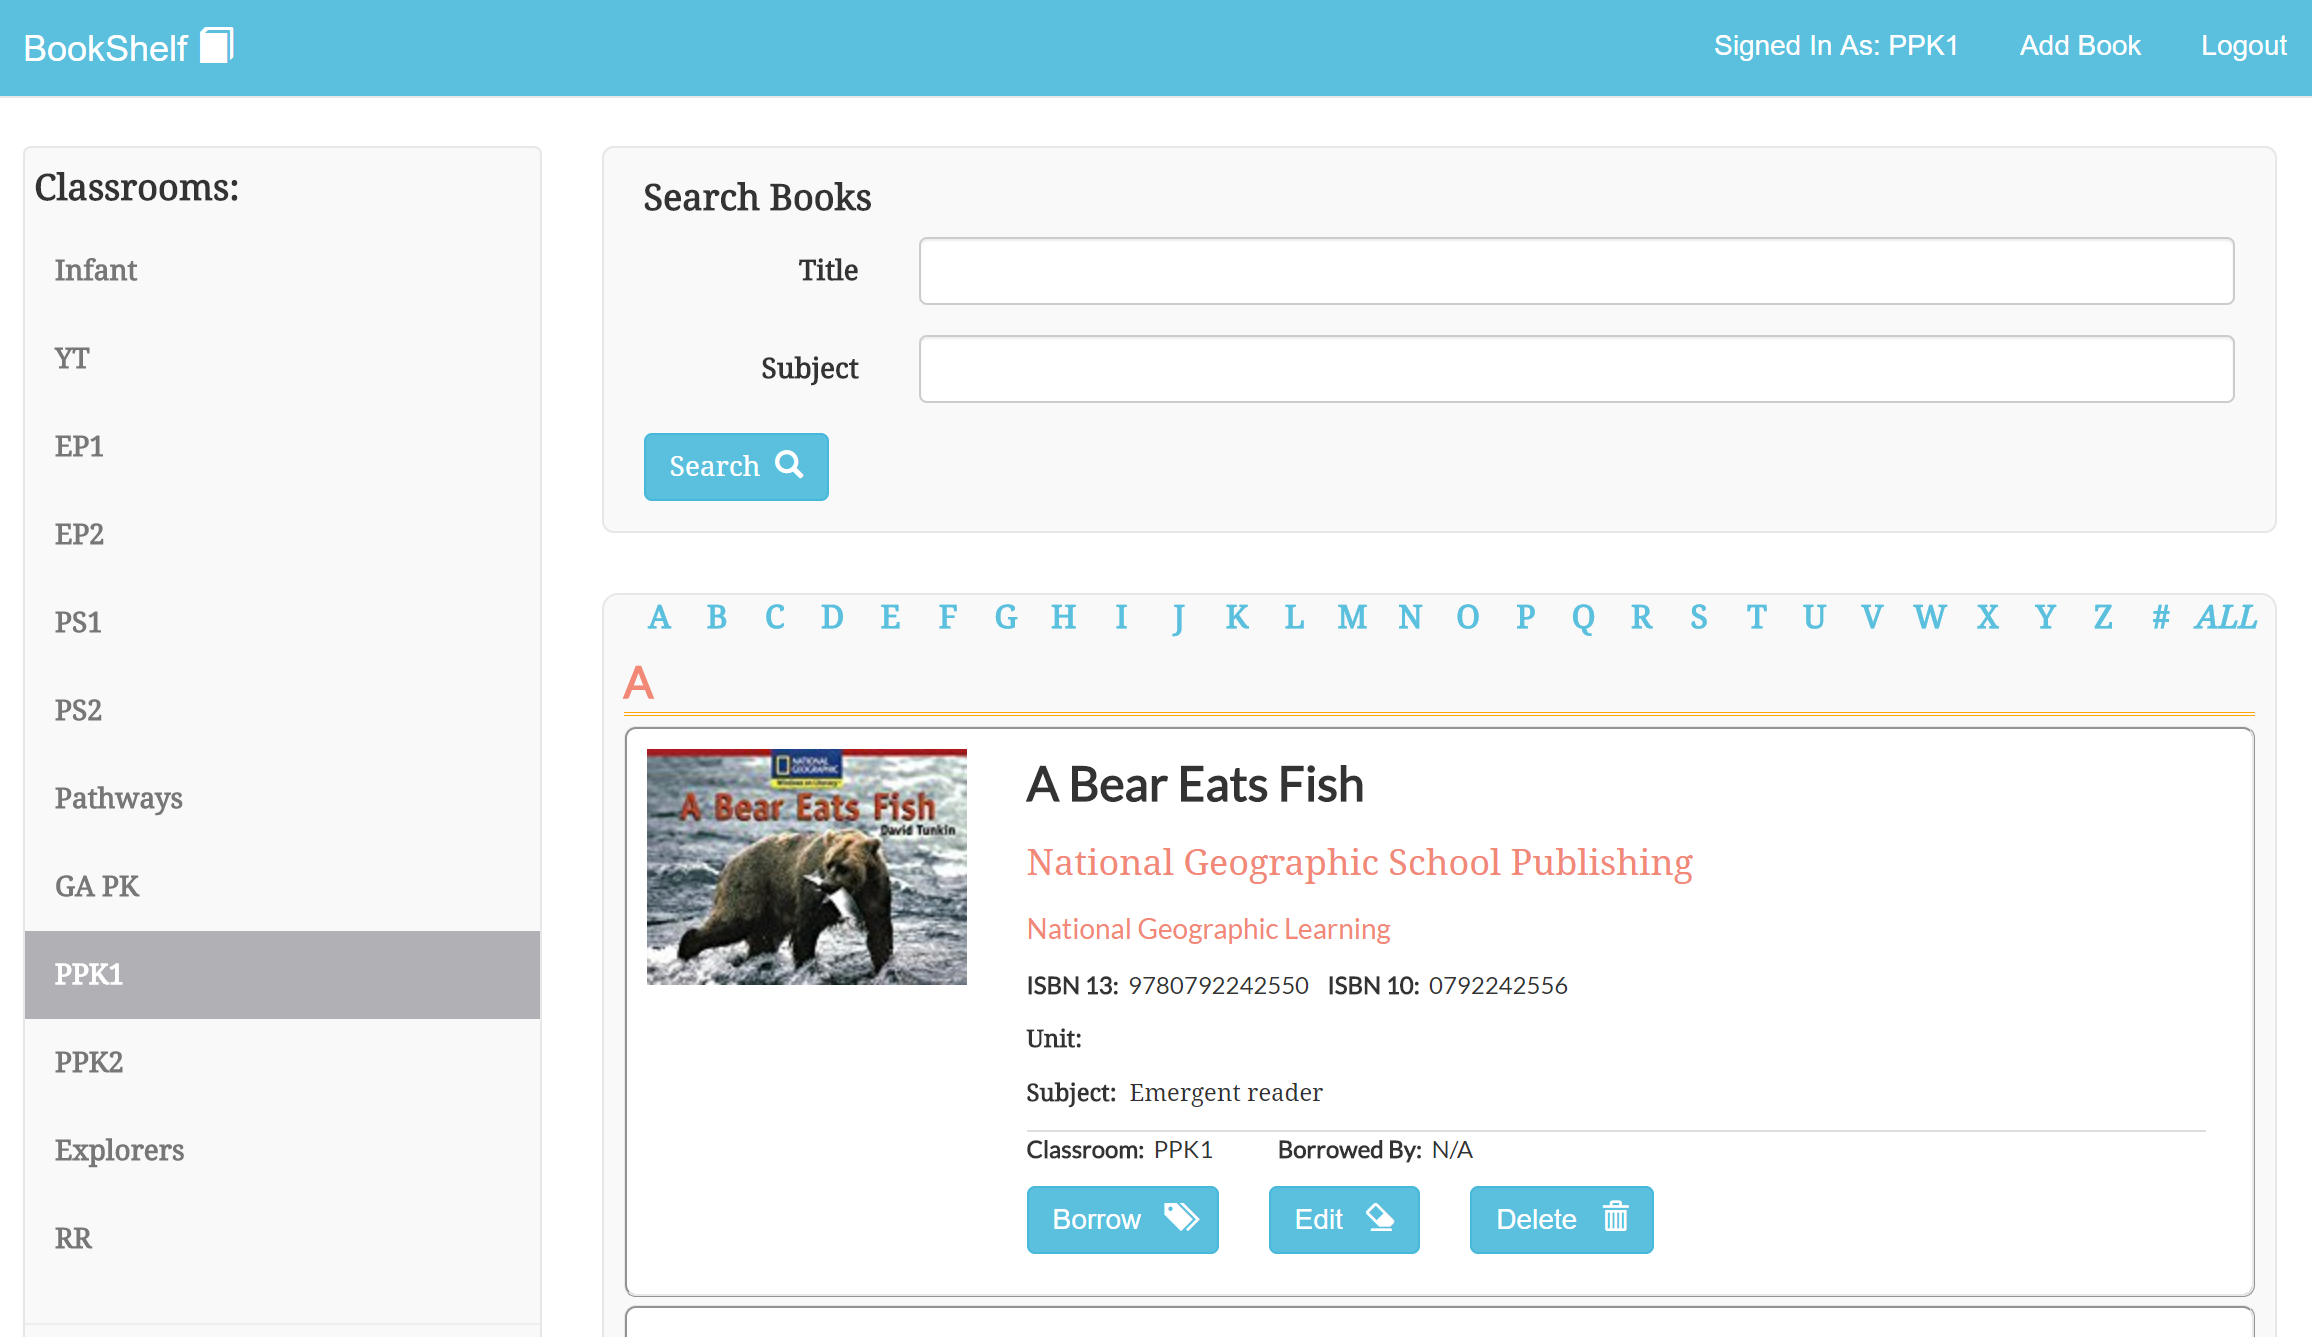 BookShelf
Signed In As: PPK1 Add Book Logout
Classrooms:
Infant
YT
EP1
EP2
PS1
PS2
Pathways
GA PK
PPK1
PPK2
Explorers
RR
Search Books
Title
Subject
Search
A B C D E F G H I J K L M N O P Q R S T U V W X Y Z # ALL
A
NATIONAL
GEOGRAPHIC
Windows on Literacy
A Bear Eats Fish
David Tunkin
A Bear Eats Fish
National Geographic School Publishing
National Geographic Learning
ISBN 13: 9780792242550 ISBN 10: 0792242556
Unit:
Subject: Emergent reader
Classroom: PPK1 Borrowed By: N/A
Borrow Edit Delete